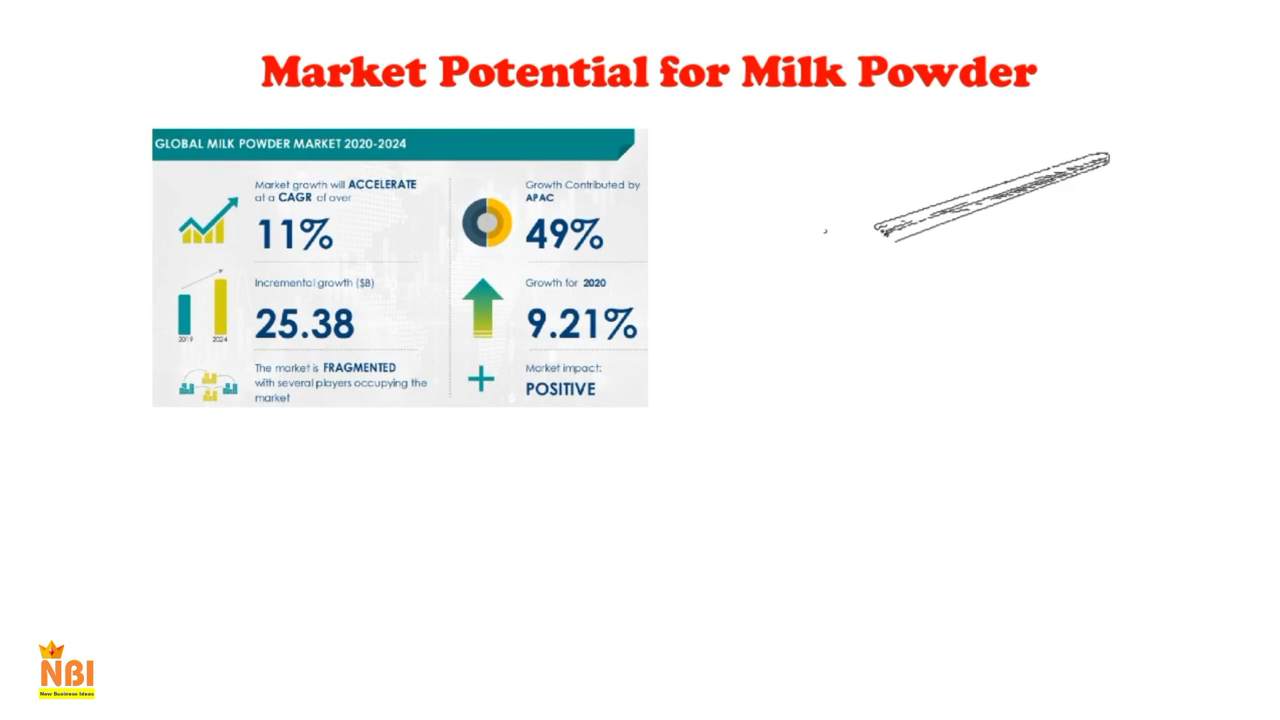 Market Potential for Milk Powder
GLOBAL MILK POWDER MARKET 2020-2024
Market growth will ACCELERATE
at a CAGR of over
11%
Incremental growth ($B)
25.38
2019 2024
The market is FRAGMENTED
with several players occupying the
market
Growth Contributed by
APAC
49%
Growth for 2020
9.21%
Market impact:
POSITIVE
NBI
New Business Ideas